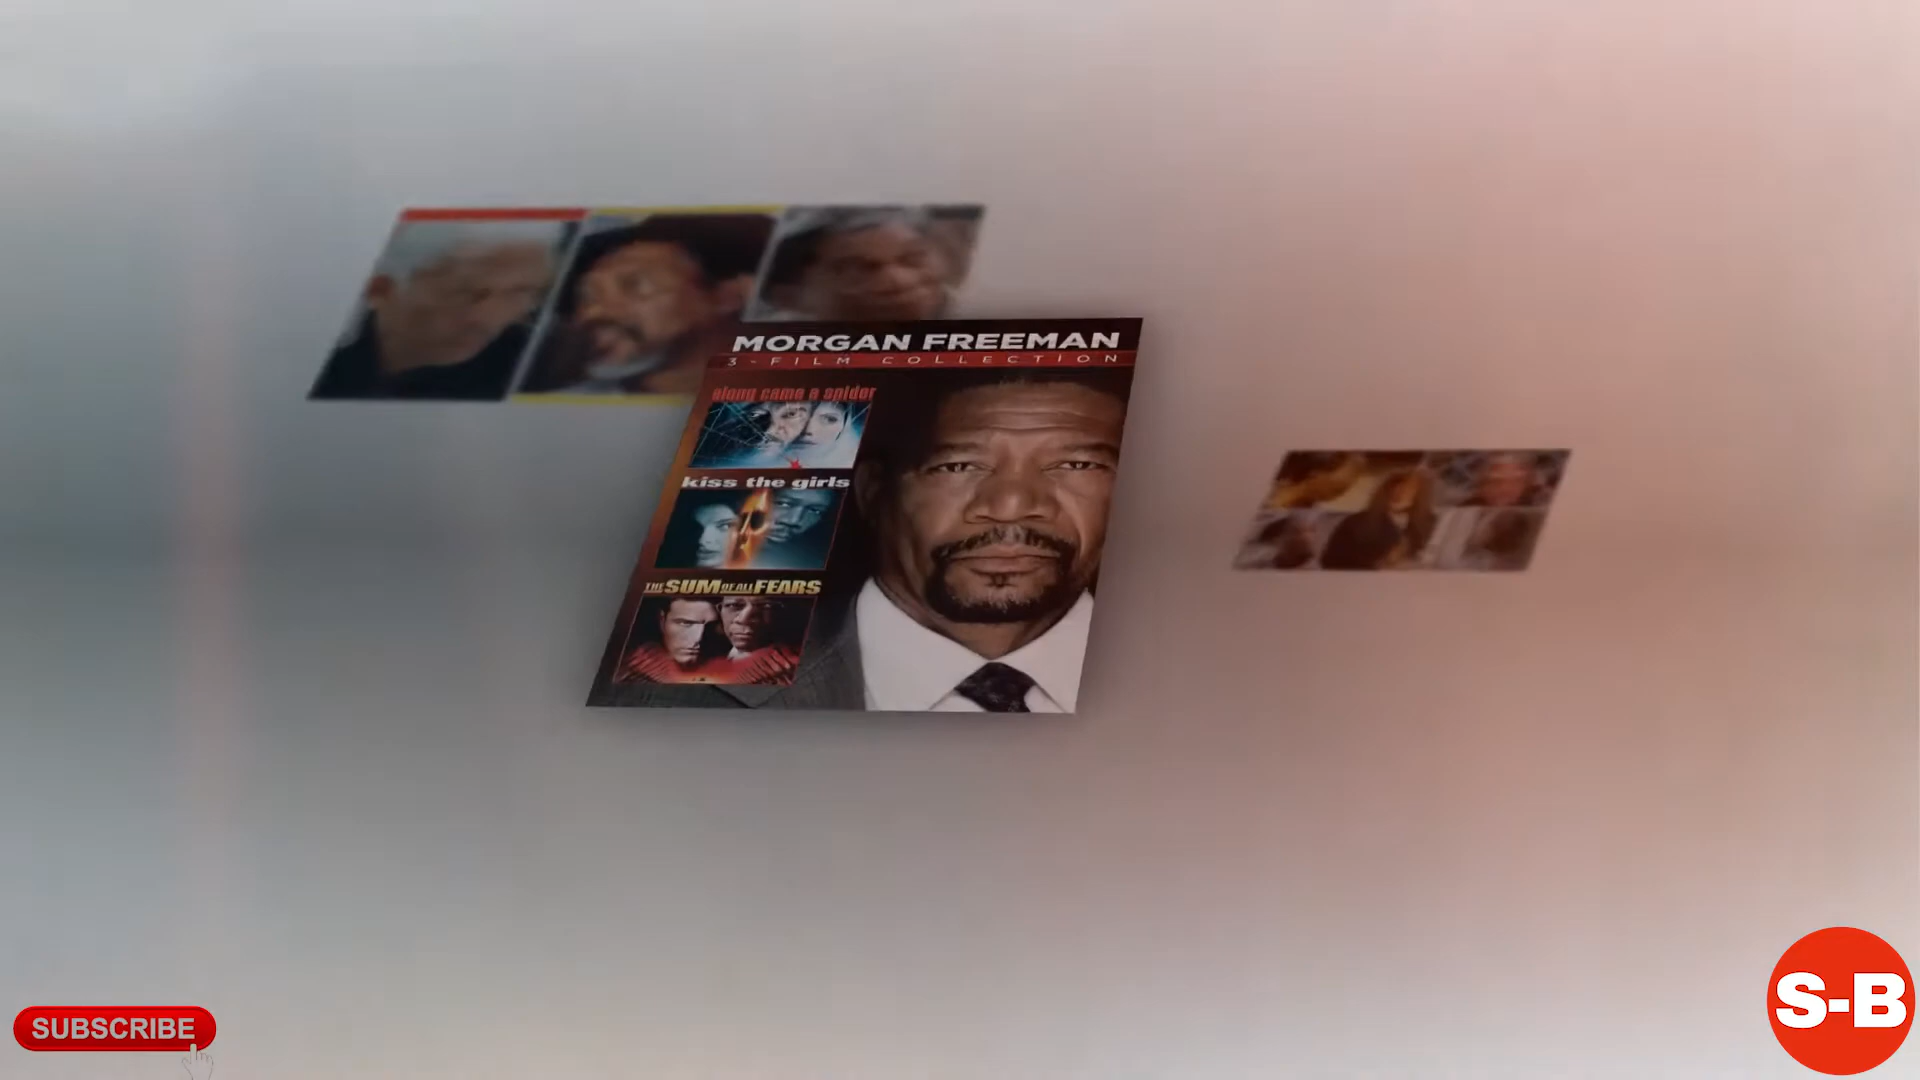 MORGAN FREEMAN
3-FILM COLLECTION
along came a spider
kiss the girls
THE SUM OF ALL FEARS
SUBSCRIBE
S-B